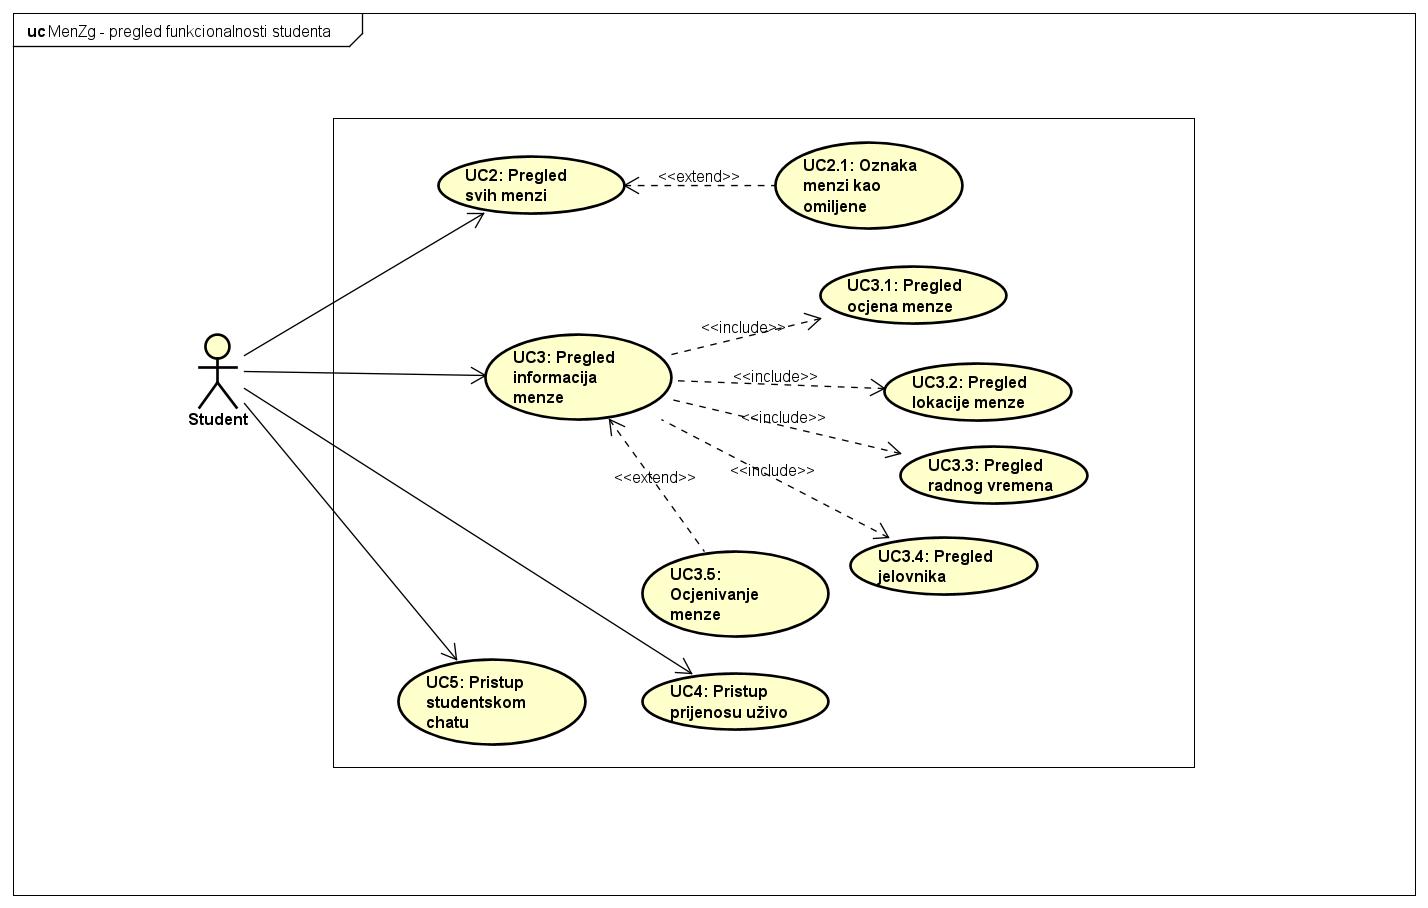 uc MenZg - pregled funkcionalnosti studenta
UC2: Pregled
svih menzi
<<extend>>
UC2.1: Oznaka
menzi kao
omiljene
UC3.1: Pregled
ocjena menze
<<include>>
UC3: Pregled
informacija
menze
<<include>>
UC3.2: Pregled
lokacije menze
<<include>>
Student
UC3.3: Pregled
radnog vremena
<<include>>
<<extend>>
UC3.4: Pregled
jelovnika
UC3.5:
Ocjenivanje
menze
UC5: Pristup
studentskom
chatu
UC4: Pristup
prijenosu uživo